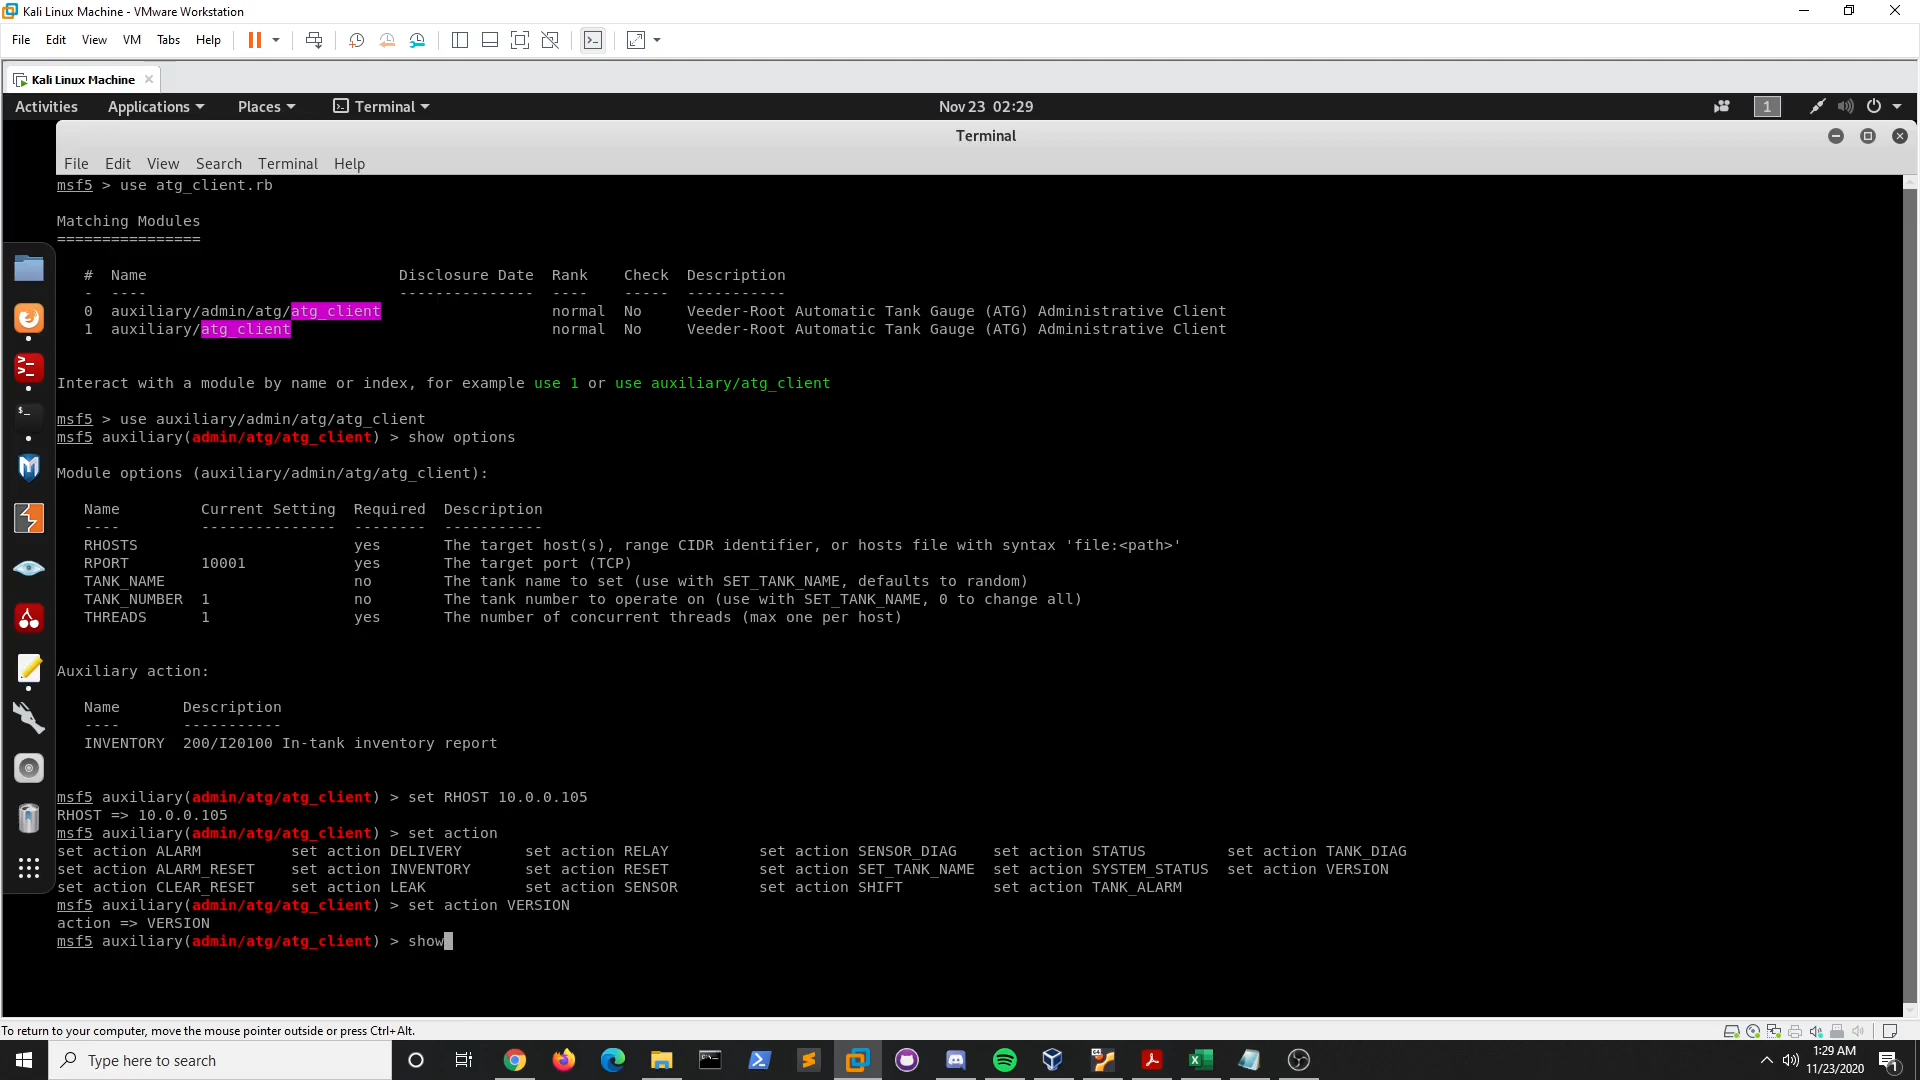 Kali Linux Machine - VMware Workstation
File Edit View VM Tabs Help
Kali Linux Machine
Activities Applications Places Terminal Nov 23 02:29 1
Terminal
File Edit View Search Terminal Help
msf5 > use atg_client.rb
Matching Modules
================
# Name Disclosure Date Rank Check Description
- ---- --------------- ---- ----- -----------
0 auxiliary/admin/atg/atg_client normal No Veeder-Root Automatic Tank Gauge (ATG) Administrative Client
1 auxiliary/atg_client normal No Veeder-Root Automatic Tank Gauge (ATG) Administrative Client
Interact with a module by name or index, for example use 1 or use auxiliary/atg_client
msf5 > use auxiliary/admin/atg/atg_client
msf5 auxiliary(admin/atg/atg_client) > show options
Module options (auxiliary/admin/atg/atg_client):
Name Current Setting Required Description
---- --------------- -------- -----------
RHOSTS yes The target host(s), range CIDR identifier, or hosts file with syntax 'file:<path>'
RPORT 10001 yes The target port (TCP)
TANK_NAME no The tank name to set (use with SET_TANK_NAME, defaults to random)
TANK_NUMBER 1 no The tank number to operate on (use with SET_TANK_NAME, 0 to change all)
THREADS 1 yes The number of concurrent threads (max one per host)
Auxiliary action:
Name Description
---- -----------
INVENTORY 200/I20100 In-tank inventory report
msf5 auxiliary(admin/atg/atg_client) > set RHOST 10.0.0.105
RHOST => 10.0.0.105
msf5 auxiliary(admin/atg/atg_client) > set action
set action ALARM set action DELIVERY set action RELAY set action SENSOR_DIAG set action STATUS set action TANK_DIAG
set action ALARM_RESET set action INVENTORY set action RESET set action SET_TANK_NAME set action SYSTEM_STATUS set action VERSION
set action CLEAR_RESET set action LEAK set action SENSOR set action SHIFT set action TANK_ALARM
msf5 auxiliary(admin/atg/atg_client) > set action VERSION
action => VERSION
msf5 auxiliary(admin/atg/atg_client) > show
To return to your computer, move the mouse pointer outside or press Ctrl+Alt.
Type here to search
1:29 AM
11/23/2020
1